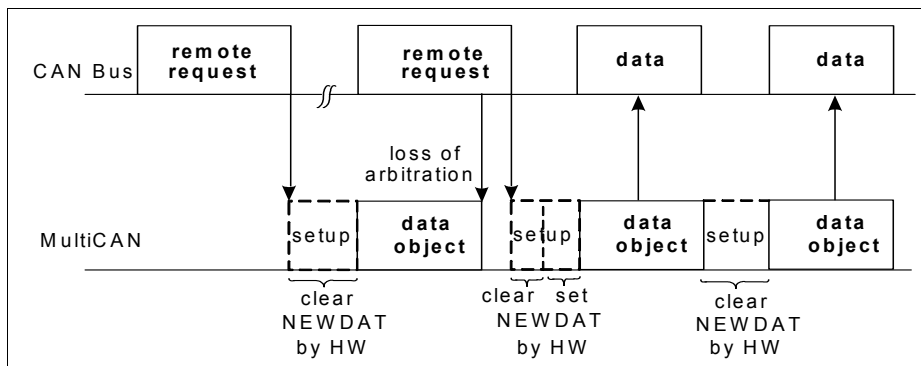 remote
request
remote
request
data
data
CAN Bus
loss of
arbitration
MultiCAN
setup
data
object
setup
data
object
setup
data
object
clear
NEWDAT
by HW
clear set
NEWDAT
by HW
clear
NEWDAT
by HW